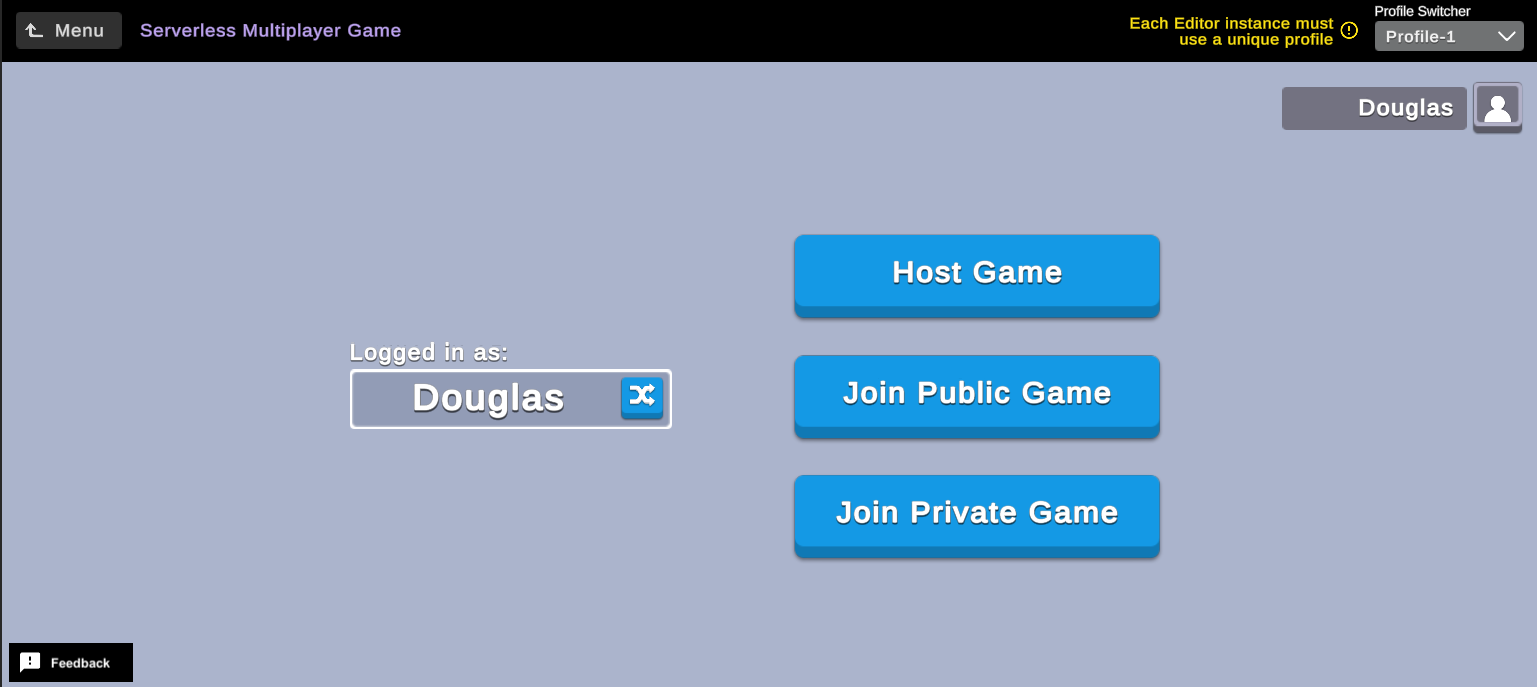 Menu
Serverless Multiplayer Game
Each Editor instance must
use a unique profile
Profile Switcher
Profile-1
Douglas
Host Game
Logged in as:
Douglas
Join Public Game
Join Private Game
Feedback